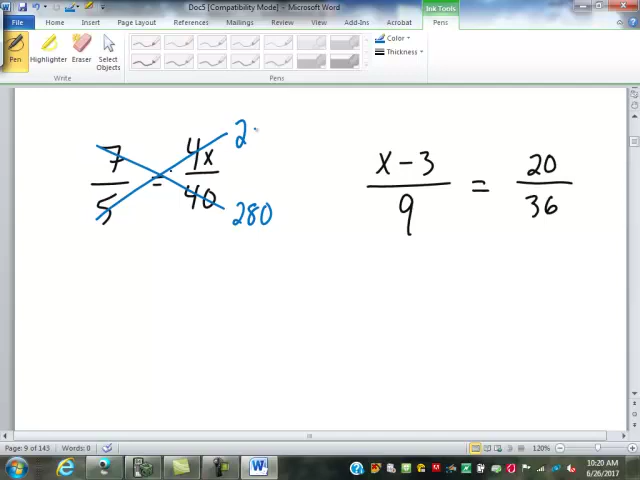 Doc5 [Compatibility Mode] - Microsoft Word
Ink Tools
File Home Insert Page Layout References Mailings Review View Add-Ins Acrobat Pens
Pen Highlighter Eraser Select Objects
Color
Thickness
Write Pens
7/5 = 4x/40
2
280
x - 3/9 = 20/36
Page: 9 of 143 Words: 0 120%
10:20 AM
6/26/2017